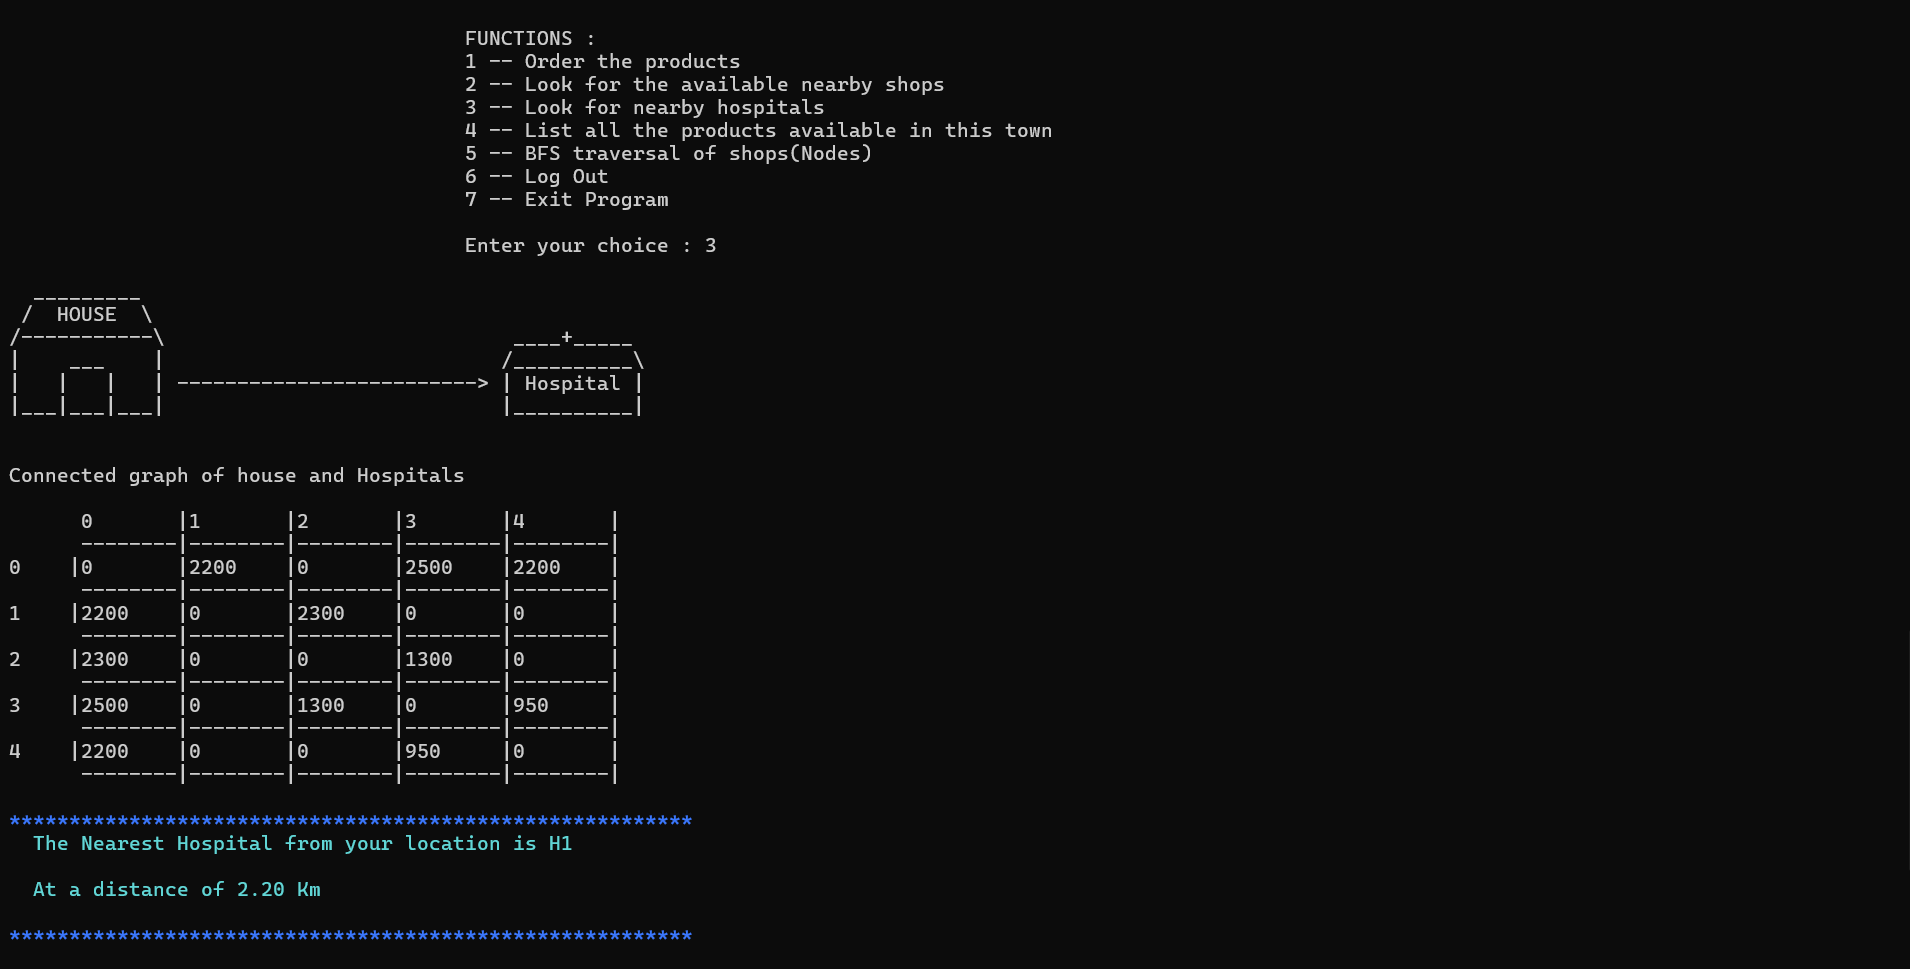 FUNCTIONS :
1 -- Order the products
2 -- Look for the available nearby shops
3 -- Look for nearby hospitals
4 -- List all the products available in this town
5 -- BFS traversal of shops(Nodes)
6 -- Log Out
7 -- Exit Program
Enter your choice : 3
HOUSE
Hospital
Connected graph of house and Hospitals
0 |1 |2 |3 |4 |
0 |0 |2200 |0 |2500 |2200 |
1 |2200 |0 |2300 |0 |0 |
2 |2300 |0 |0 |1300 |0 |
3 |2500 |0 |1300 |0 |950 |
4 |2200 |0 |0 |950 |0 |
*********************************************************
The Nearest Hospital from your location is H1
At a distance of 2.20 Km
*********************************************************